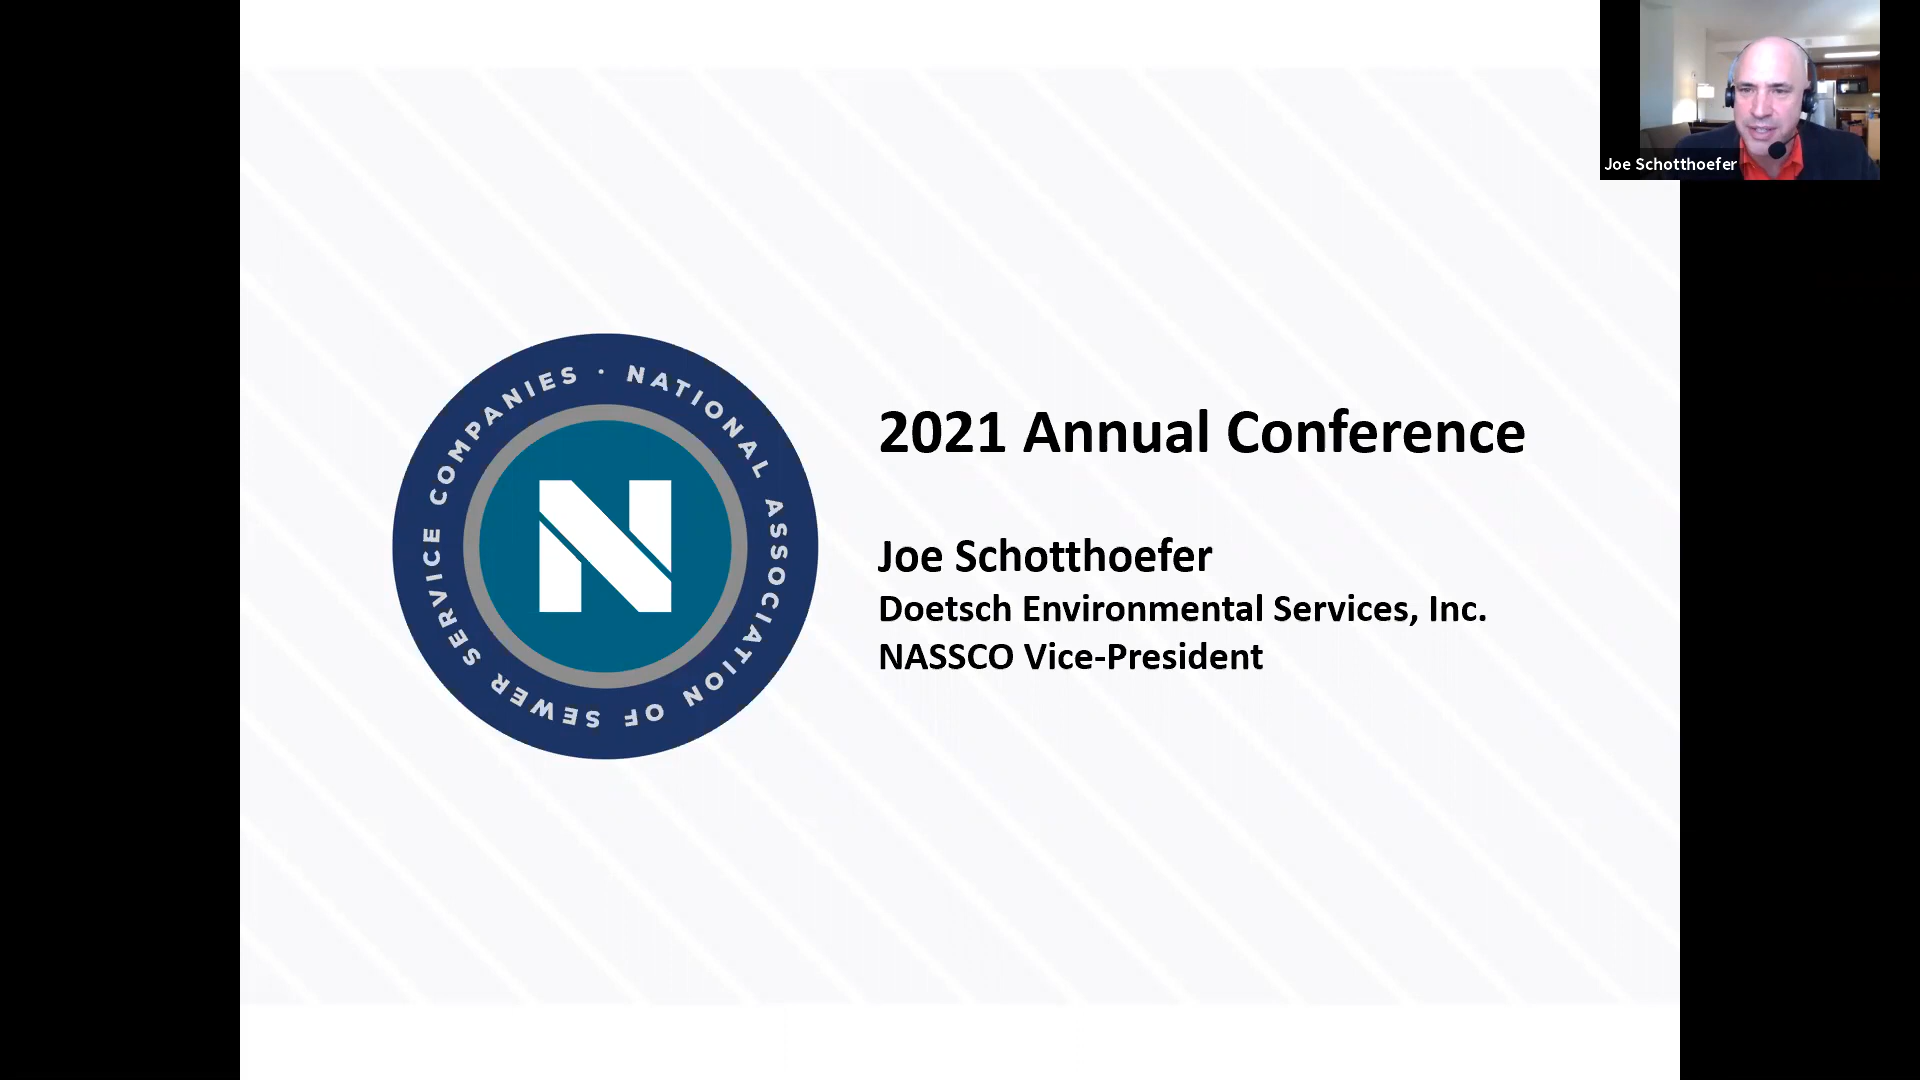 Joe Schotthoefer
NATIONAL ASSOCIATION OF SEWER SERVICE COMPANIES ·
N
2021 Annual Conference
Joe Schotthoefer
Doetsch Environmental Services, Inc.
NASSCO Vice-President